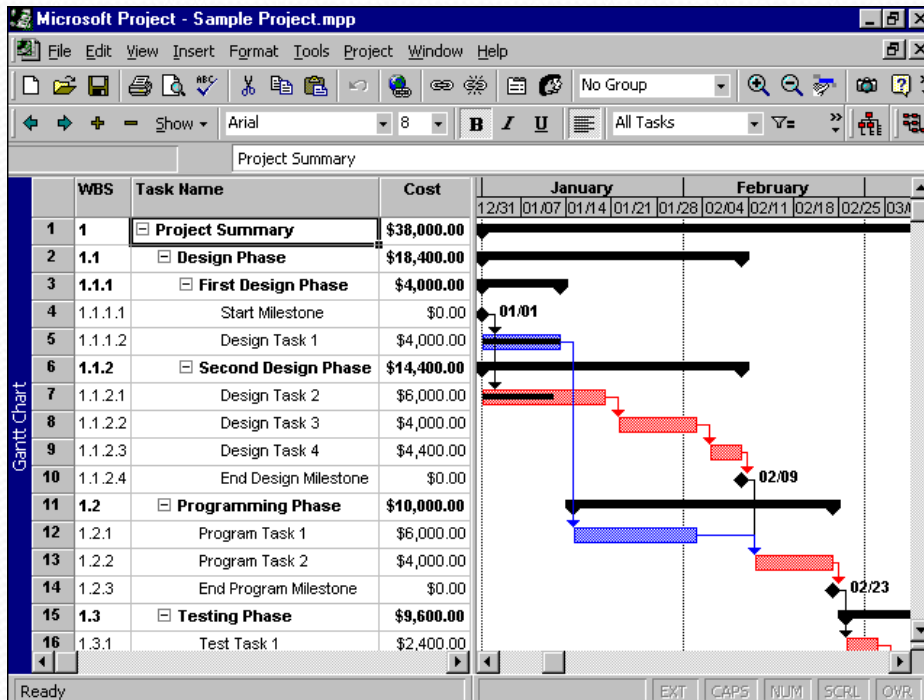 Microsoft Project - Sample Project.mpp
File Edit View Insert Format Tools Project Window Help
ABC No Group
Show Arial 8 B I U All Tasks
Project Summary
WBS Task Name Cost January February
12/31 01/07 01/14 01/21 01/28 02/04 02/11 02/18 02/25
1 1 Project Summary $38,000.00
2 1.1 Design Phase $18,400.00
3 1.1.1 First Design Phase $4,000.00
4 1.1.1.1 Start Milestone $0.00 01/01
5 1.1.1.2 Design Task 1 $4,000.00
6 1.1.2 Second Design Phase $14,400.00
7 1.1.2.1 Design Task 2 $6,000.00
8 1.1.2.2 Design Task 3 $4,000.00
9 1.1.2.3 Design Task 4 $4,400.00
10 1.1.2.4 End Design Milestone $0.00 02/09
11 1.2 Programming Phase $10,000.00
12 1.2.1 Program Task 1 $6,000.00
13 1.2.2 Program Task 2 $4,000.00
14 1.2.3 End Program Milestone $0.00 02/23
15 1.3 Testing Phase $9,600.00
16 1.3.1 Test Task 1 $2,400.00
Gantt Chart
Ready EXT CAPS NUM SCRL OVR